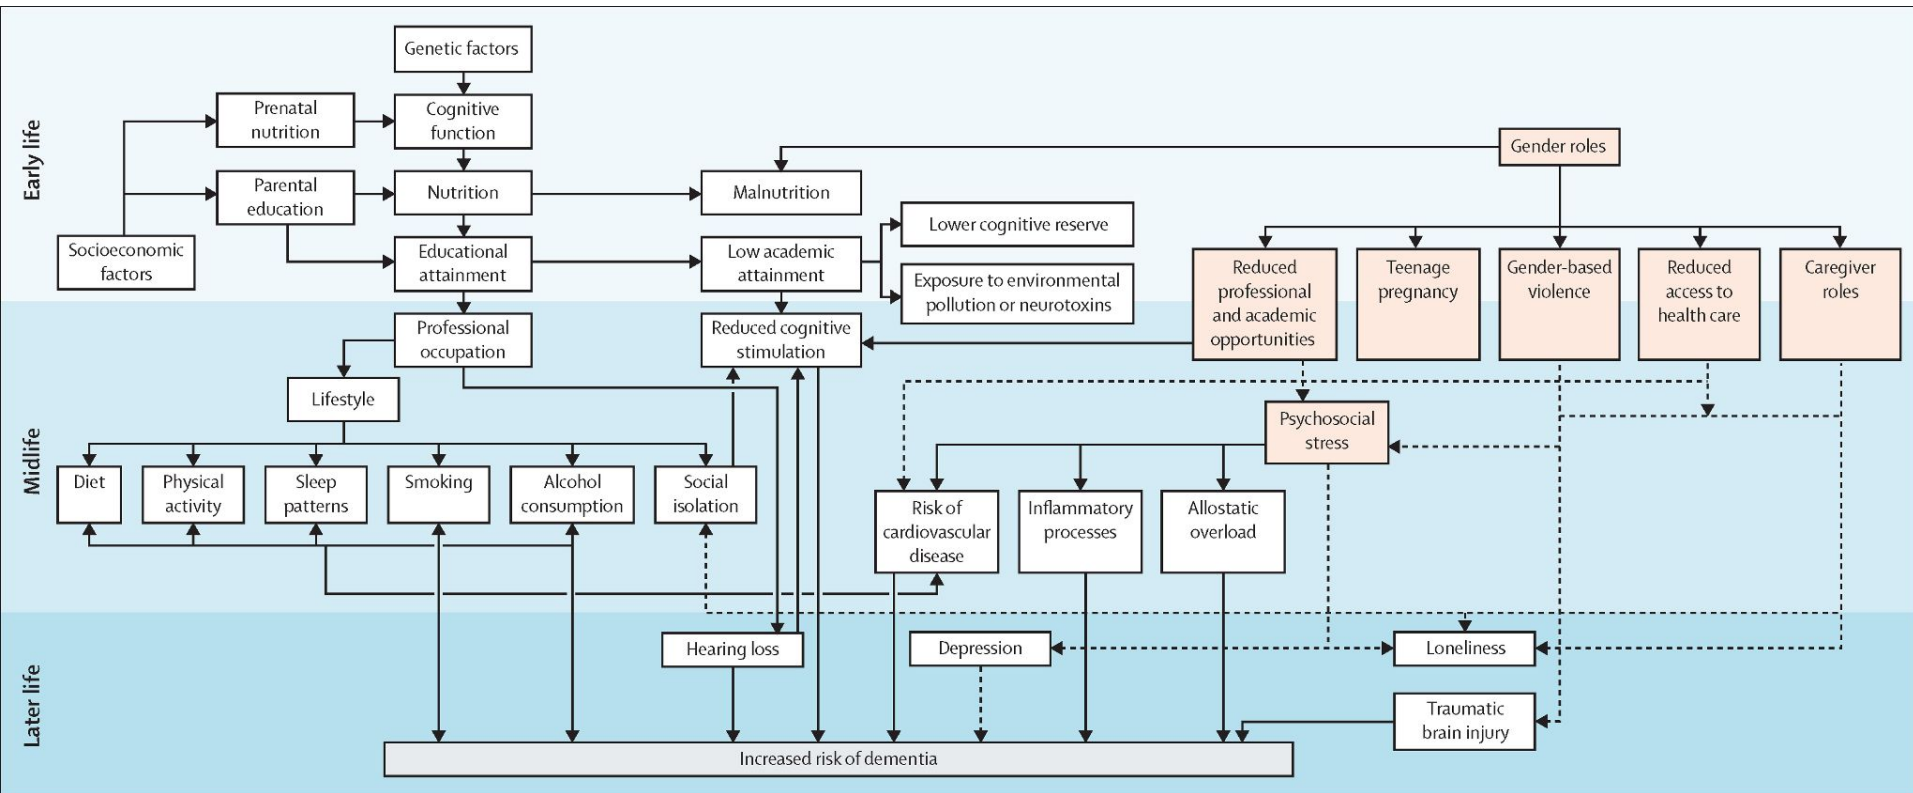 Early life
Genetic factors
Prenatal
nutrition
Cognitive
function
Gender roles
Parental
education
Nutrition
Malnutrition
Lower cognitive reserve
Socioeconomic
factors
Educational
attainment
Low academic
attainment
Exposure to environmental
pollution or neurotoxins
Reduced
professional
and academic
opportunities
Teenage
pregnancy
Gender-based
violence
Reduced
access to
health care
Caregiver
roles
Midlife
Professional
occupation
Reduced cognitive
stimulation
Lifestyle
Psychosocial
stress
Diet
Physical
activity
Sleep
patterns
Smoking
Alcohol
consumption
Social
isolation
Risk of
cardiovascular
disease
Inflammatory
processes
Allostatic
overload
Later life
Hearing loss
Depression
Loneliness
Traumatic
brain injury
Increased risk of dementia